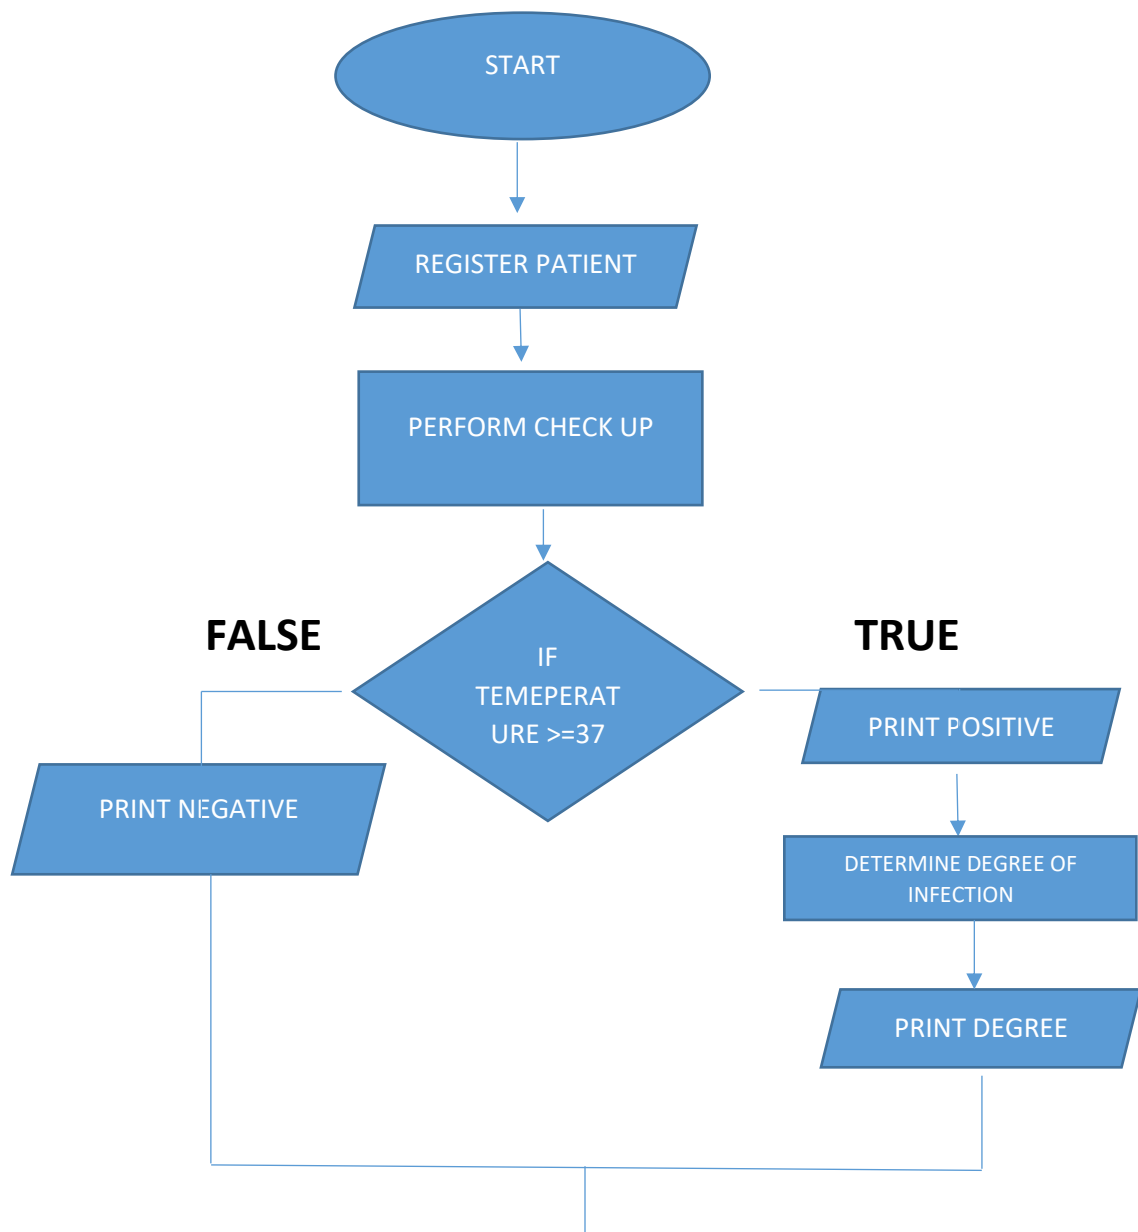 START
REGISTER PATIENT
PERFORM CHECK UP
FALSE
TRUE
IF
TEMEPERAT
URE >=37
PRINT POSITIVE
PRINT NEGATIVE
DETERMINE DEGREE OF
INFECTION
PRINT DEGREE